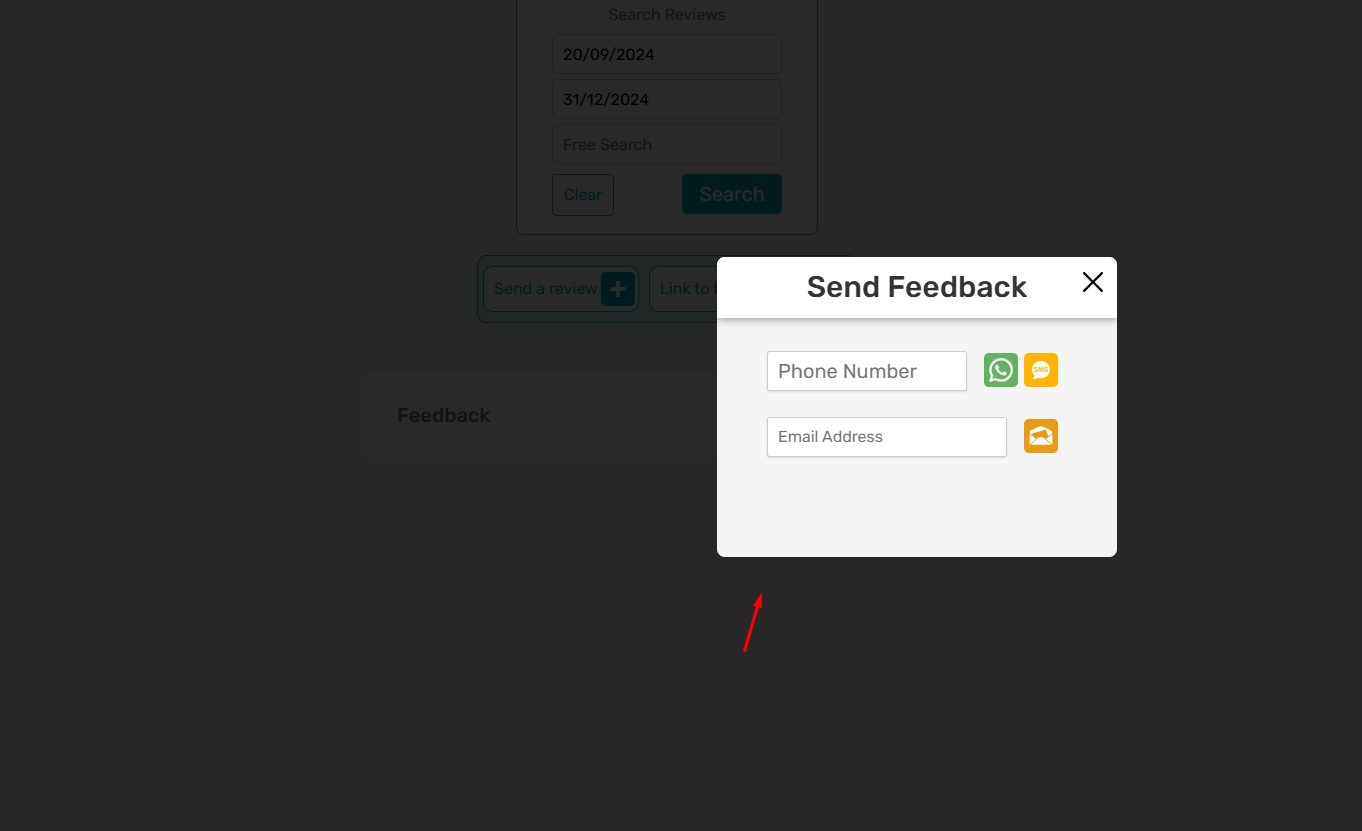 Search Reviews
20/09/2024
31/12/2024
Free Search
Clear Search
Send a review
Link to
Send Feedback
Phone Number
SMS
Email Address
Feedback